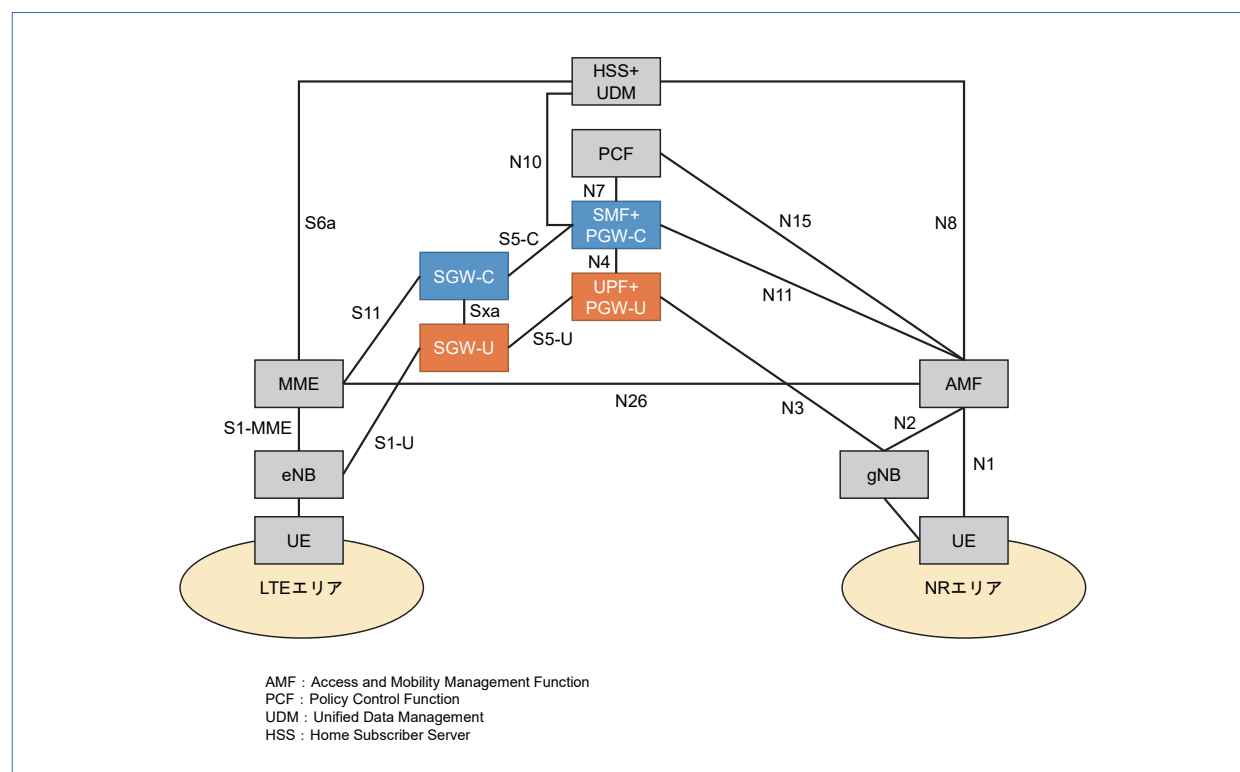 HSS+
UDM
PCF
N10
N7
S6a
SMF+
PGW-C
N15
N8
S5-C
N4
SGW-C
UPF+
PGW-U
N11
S11
Sxa
S5-U
SGW-U
MME
AMF
N26
N3
N2
S1-MME
S1-U
eNB
gNB
N1
UE
UE
LTEエリア
NRエリア
AMF：Access and Mobility Management Function
PCF：Policy Control Function
UDM：Unified Data Management
HSS：Home Subscriber Server